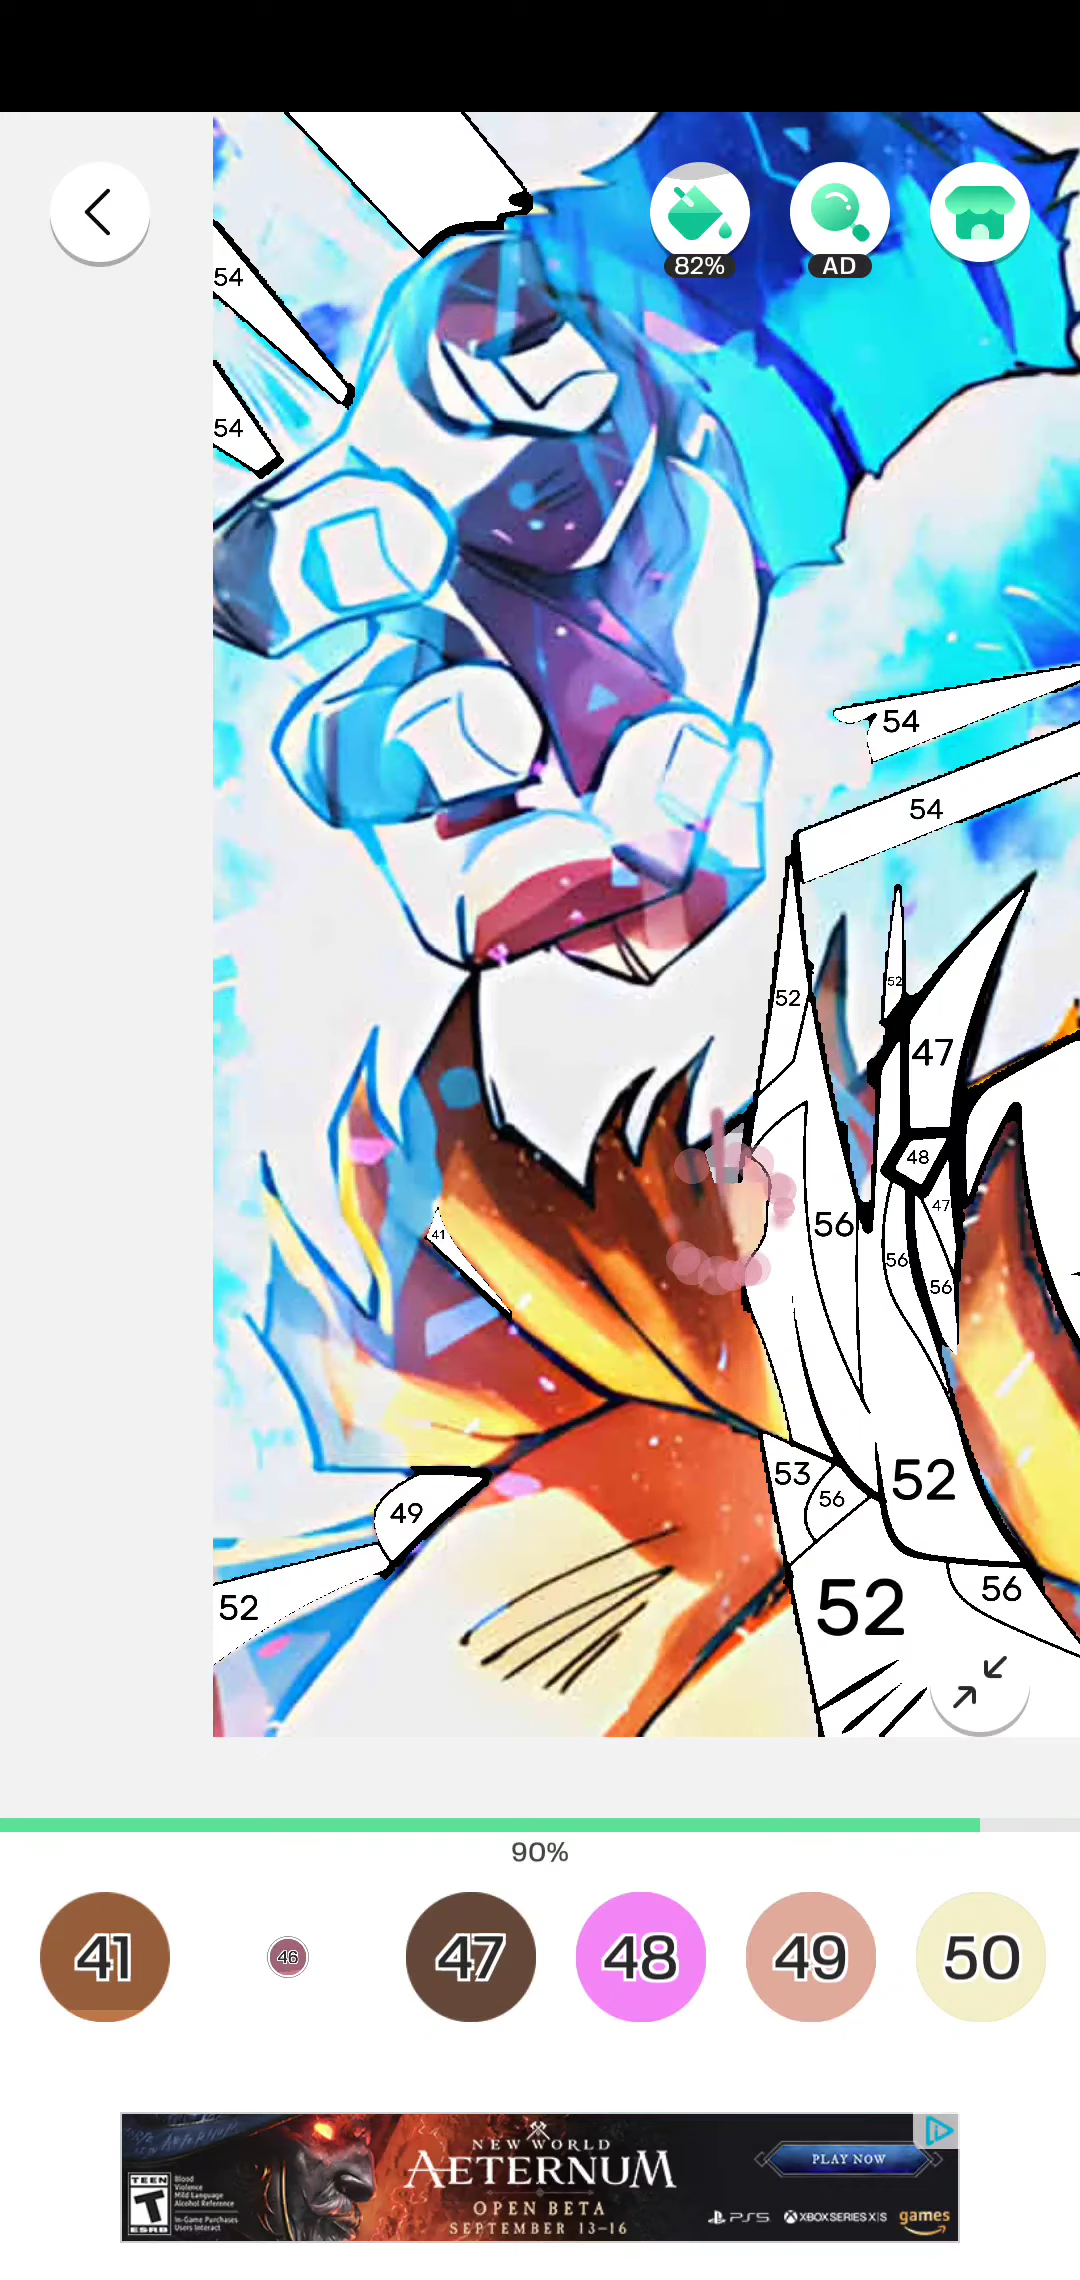 82%
AD
54
54
54
54
52
52
47
48
47
56
56
56
41
53
56
52
49
52
52
56
90%
41
46
47
48
49
50
NEW WORLD
AETERNUM
OPEN BETA
SEPTEMBER 13-16
TEEN
T
ESRB
Blood
Violence
Mild Language
Alcohol Reference
In-Game Purchases
Users Interact
PLAY NOW
PS5
XBOX SERIES X|S
games